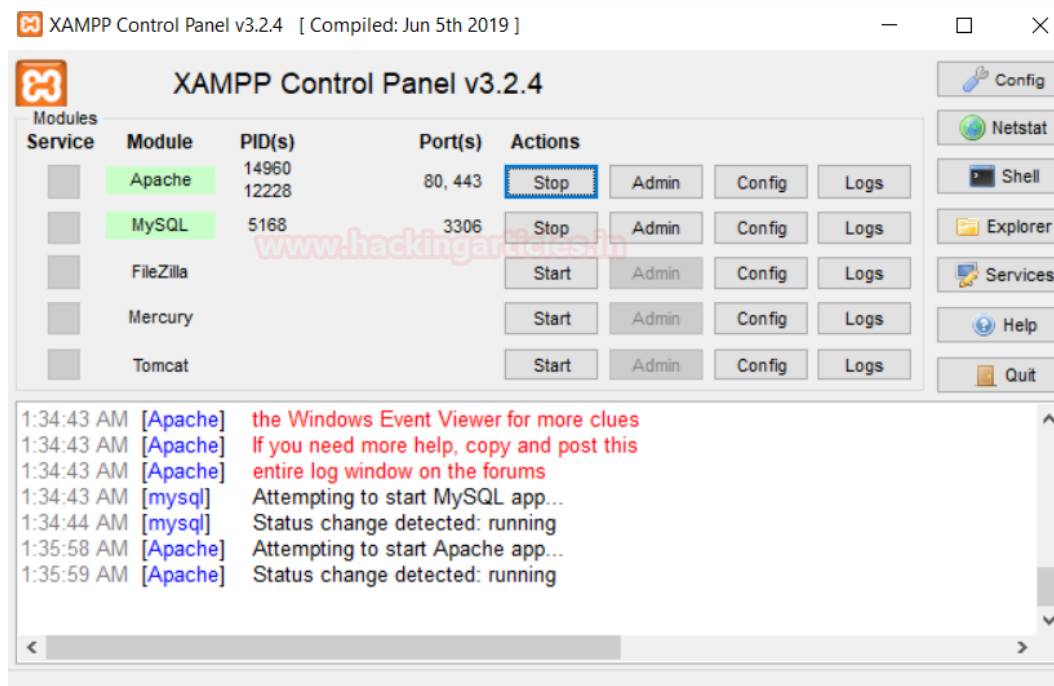 XAMPP Control Panel v3.2.4 [ Compiled: Jun 5th 2019 ]
XAMPP Control Panel v3.2.4
Modules
Service Module PID(s) Port(s) Actions
Apache 14960 12228 80, 443 Stop Admin Config Logs
MySQL 5168 3306 Stop Admin Config Logs
www.hackingarticles.in
FileZilla Start Admin Config Logs
Mercury Start Admin Config Logs
Tomcat Start Admin Config Logs
Config
Netstat
Shell
Explorer
Services
Help
Quit
1:34:43 AM [Apache] the Windows Event Viewer for more clues
1:34:43 AM [Apache] If you need more help, copy and post this
1:34:43 AM [Apache] entire log window on the forums
1:34:43 AM [mysql] Attempting to start MySQL app...
1:34:44 AM [mysql] Status change detected: running
1:35:58 AM [Apache] Attempting to start Apache app...
1:35:59 AM [Apache] Status change detected: running